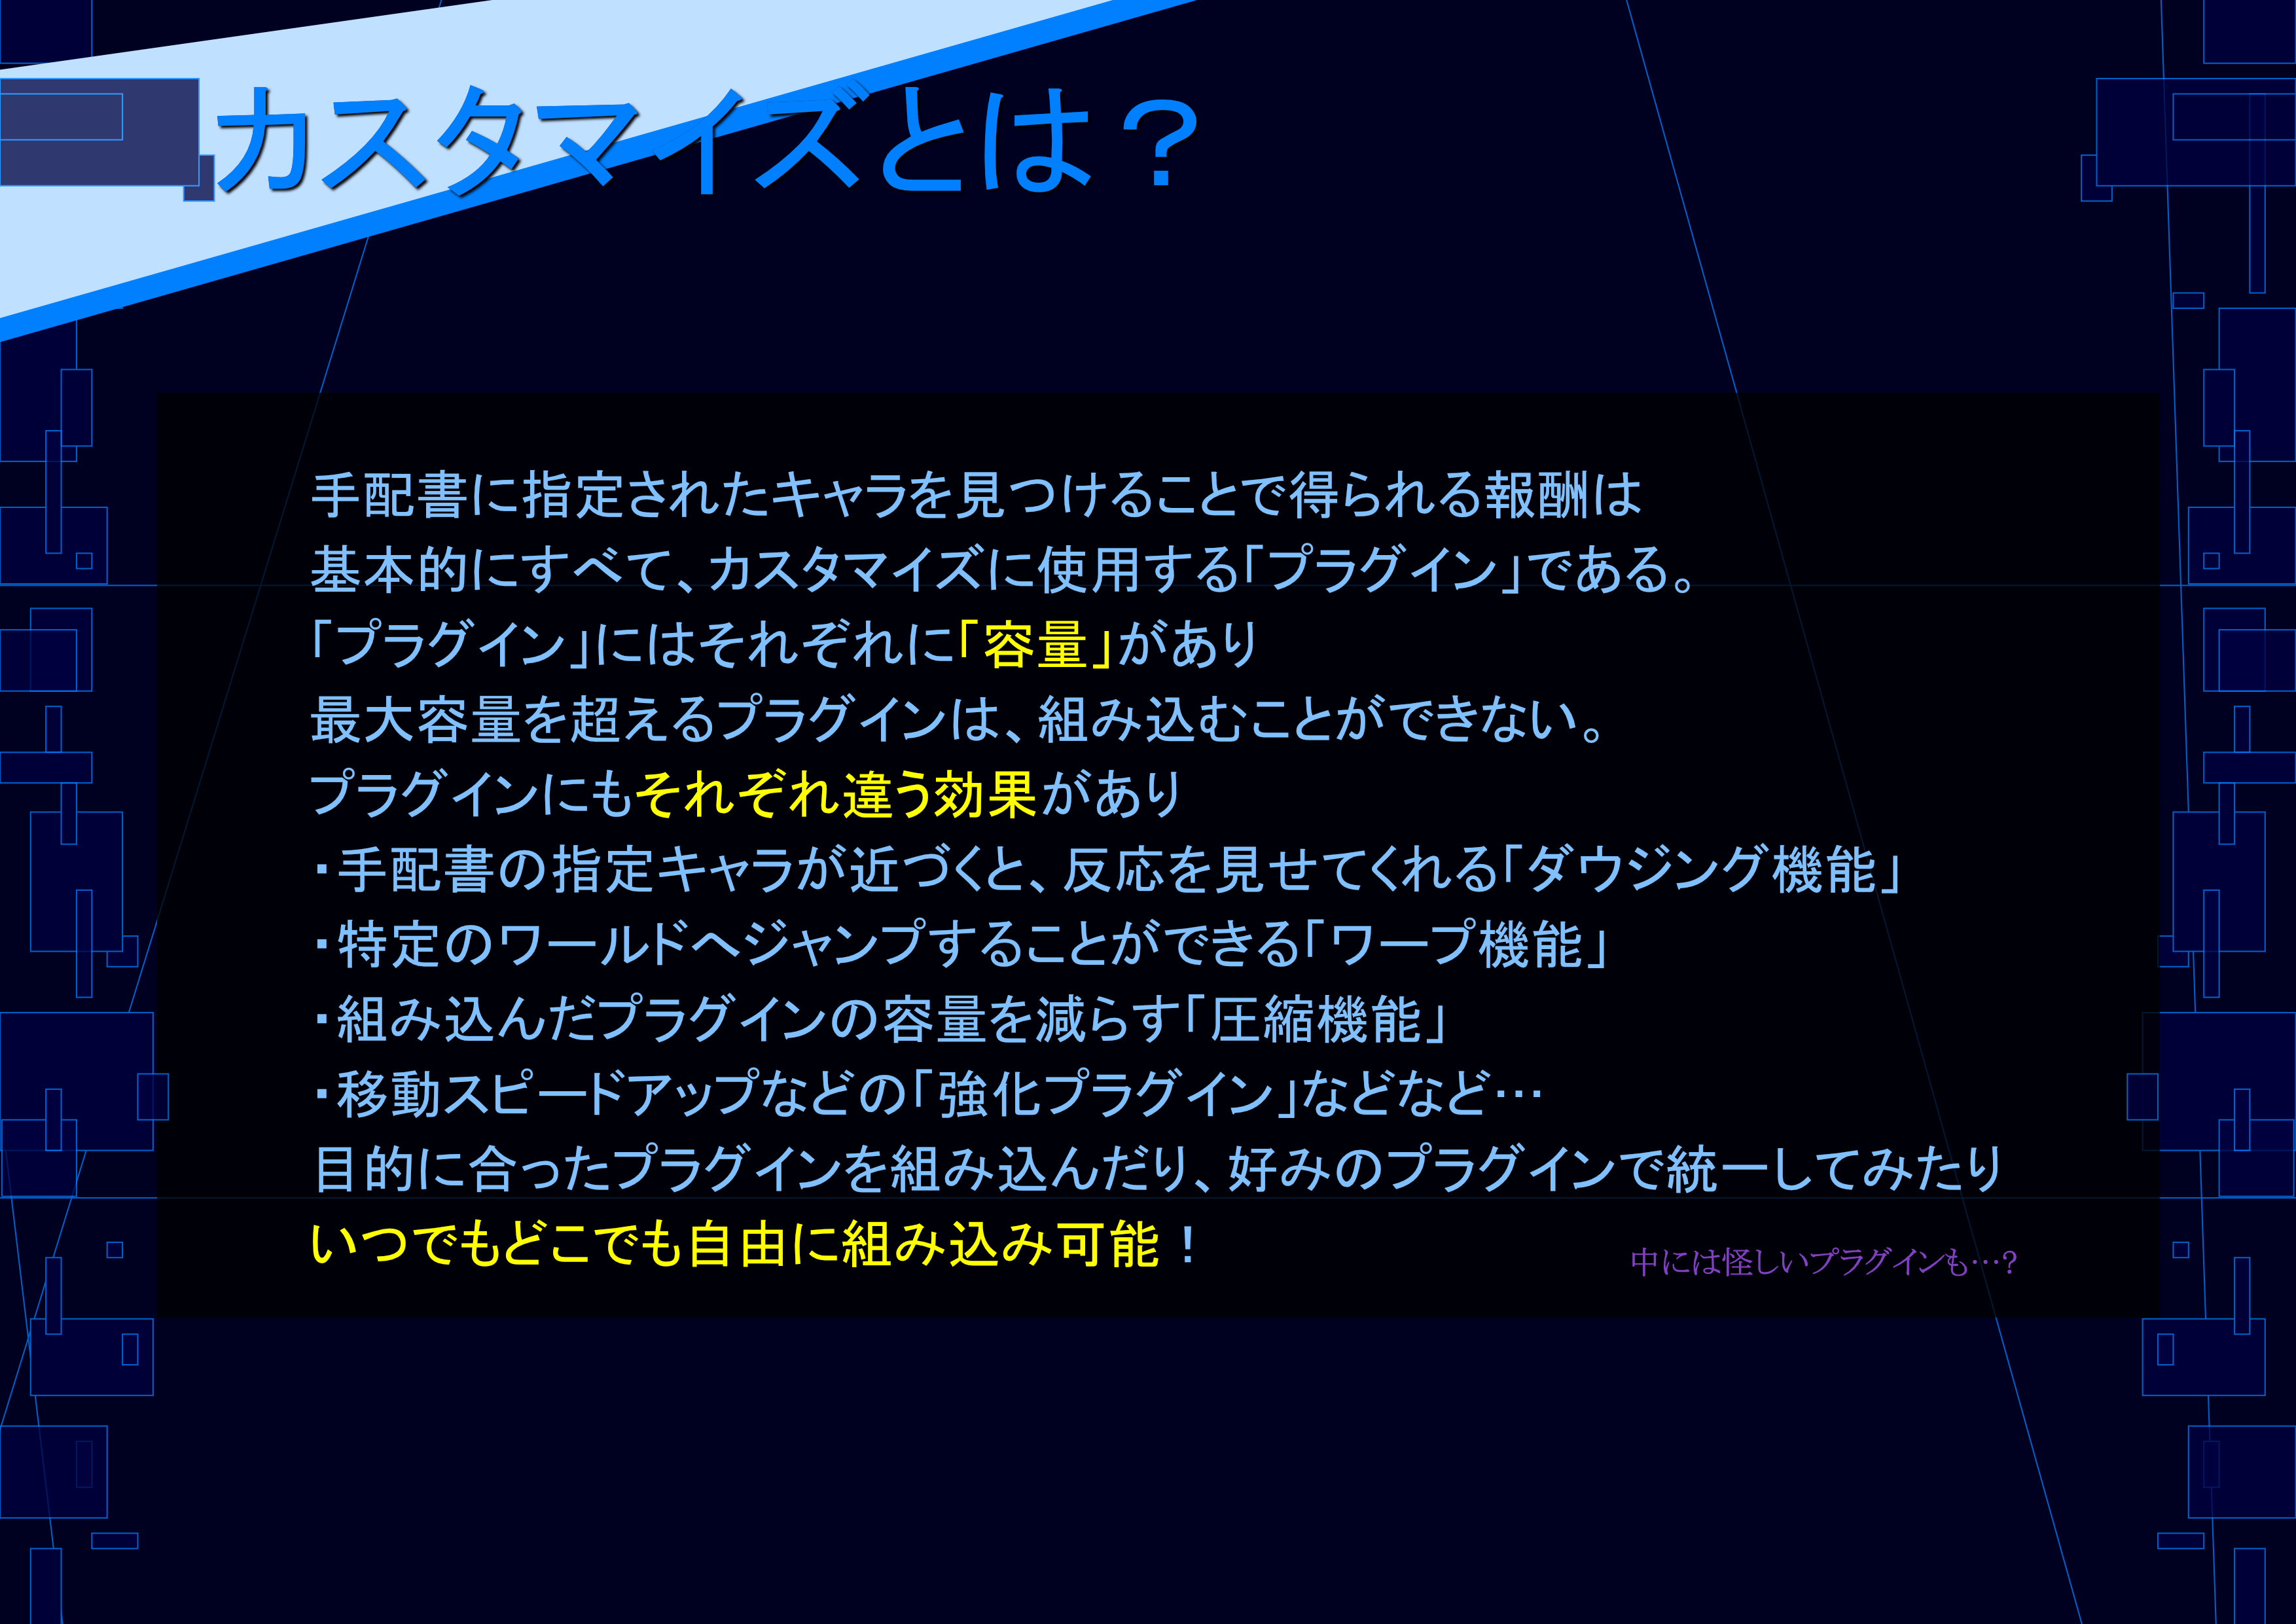 カスタマイズとは？
手配書に指定されたキャラを見つけることで得られる報酬は
基本的にすべて、カスタマイズに使用する「プラグイン」である。
「プラグイン」にはそれぞれに「容量」があり
最大容量を超えるプラグインは、組み込むことができない。
プラグインにもそれぞれ違う効果があり
・手配書の指定キャラが近づくと、反応を見せてくれる「ダウジング機能」
・特定のワールドへジャンプすることができる「ワープ機能」
・組み込んだプラグインの容量を減らす「圧縮機能」
・移動スピードアップなどの「強化プラグイン」などなど…
目的に合ったプラグインを組み込んだり、好みのプラグインで統一してみたり
いつでもどこでも自由に組み込み可能！
中には怪しいプラグインも…?